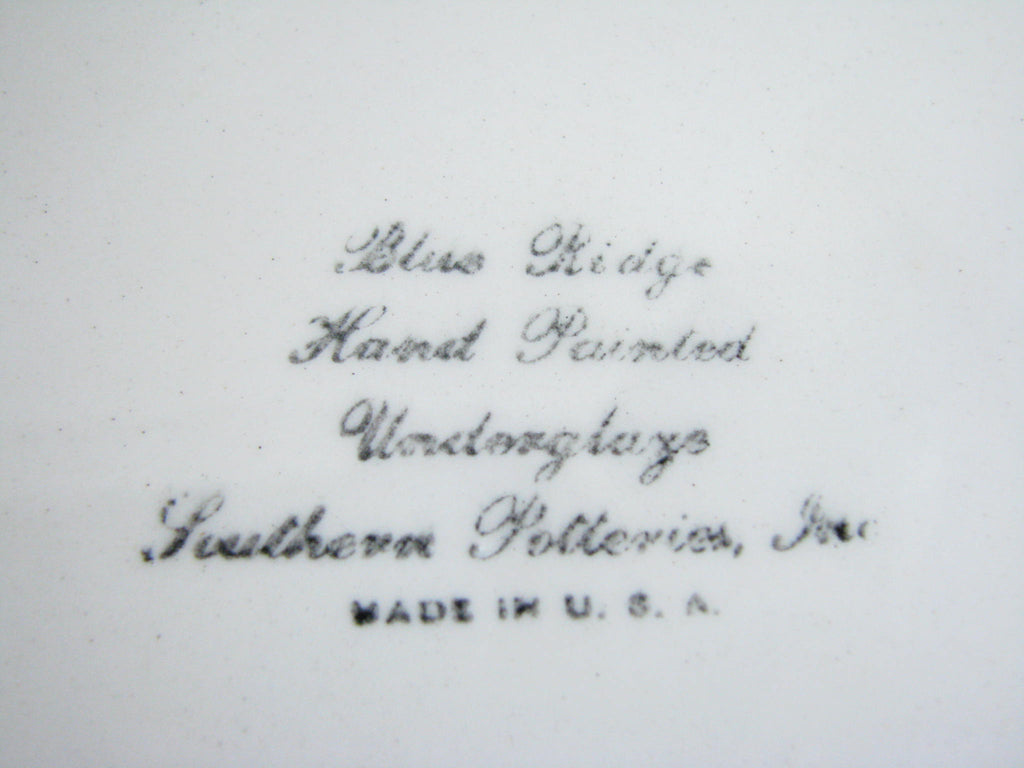 Blue Ridge
Hand Painted
Underglaze
Southern Potteries, Inc
MADE IN U. S. A.